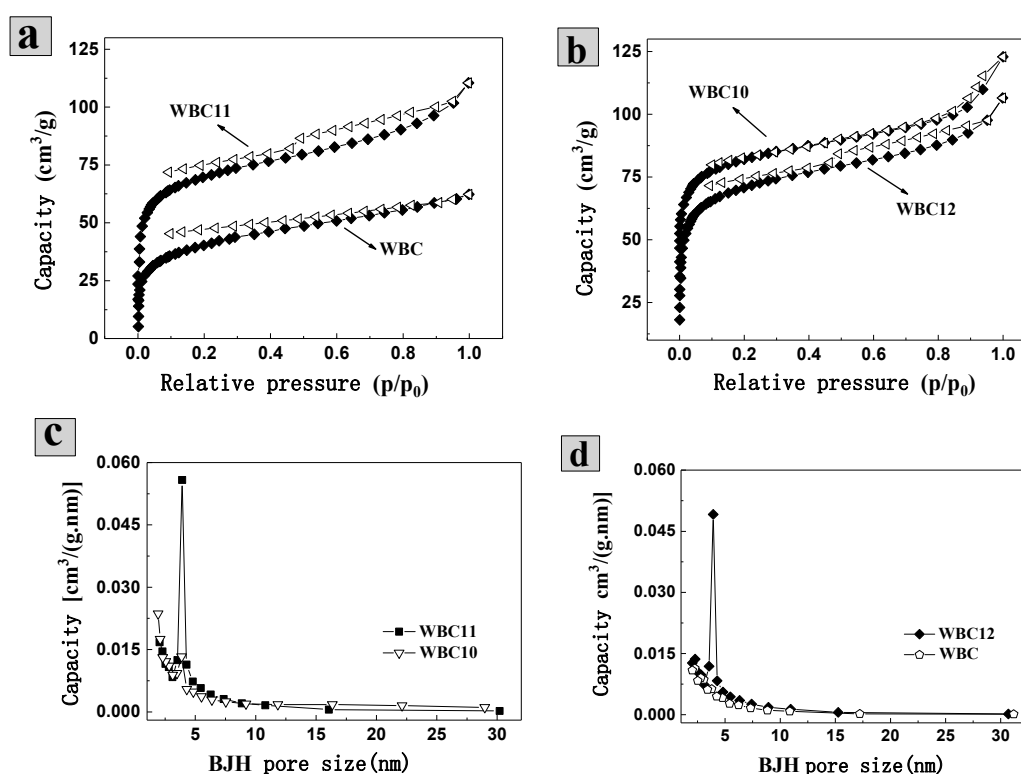 a
125
100
75
50
25
0
Capacity (cm³/g)
WBC11
WBC
0.0 0.2 0.4 0.6 0.8 1.0
Relative pressure (p/p₀)
b
125
100
75
50
25
Capacity (cm³/g)
WBC10
WBC12
0.0 0.2 0.4 0.6 0.8 1.0
Relative pressure (p/p₀)
c
0.060
0.045
0.030
0.015
0.000
Capacity [cm³/(g.nm)]
WBC11
WBC10
5 10 15 20 25 30
BJH pore size(nm)
d
0.060
0.045
0.030
0.015
0.000
Capacity cm³/(g.nm)]
WBC12
WBC
5 10 15 20 25 30
BJH pore size(nm)